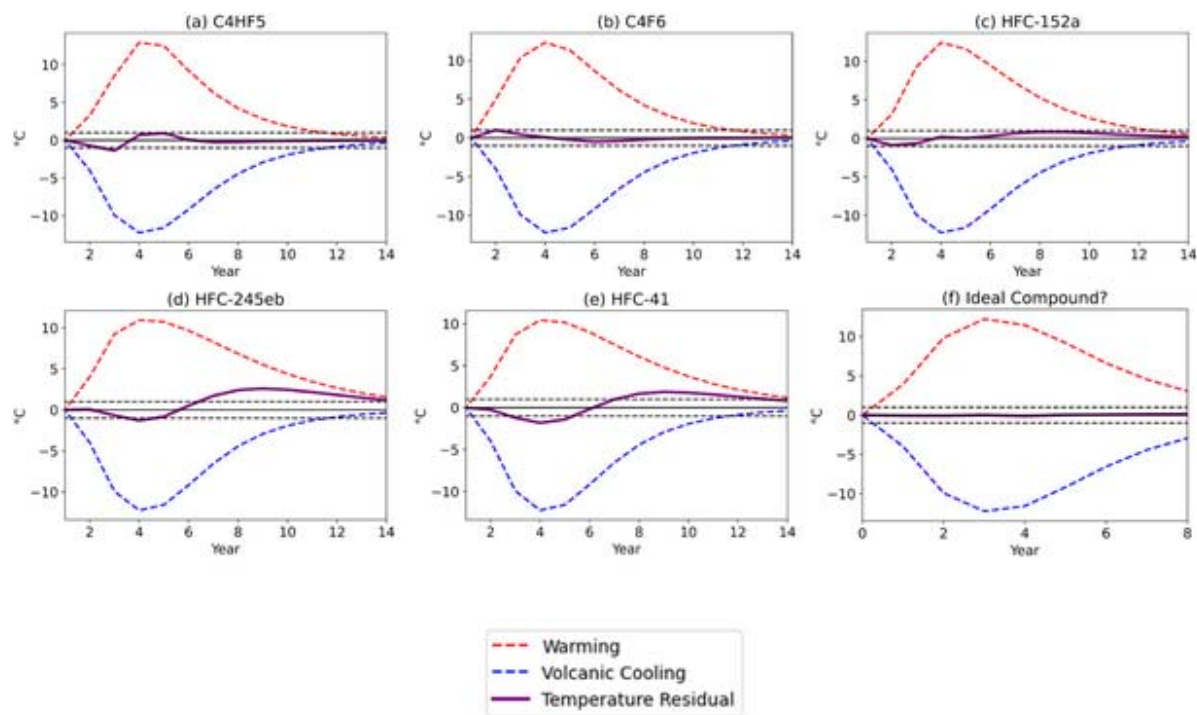 (a) C4HF5
(b) C4F6
(c) HFC-152a
10
5
0
−5
−10
°C
2 4 6 8 10 12 14
Year
10
5
0
−5
−10
°C
2 4 6 8 10 12 14
Year
10
5
0
−5
−10
°C
2 4 6 8 10 12 14
Year
(d) HFC-245eb
(e) HFC-41
(f) Ideal Compound?
10
5
0
−5
−10
°C
2 4 6 8 10 12 14
Year
10
5
0
−5
−10
°C
2 4 6 8 10 12 14
Year
10
5
0
−5
−10
°C
0 2 4 6 8
Year
Warming
Volcanic Cooling
Temperature Residual